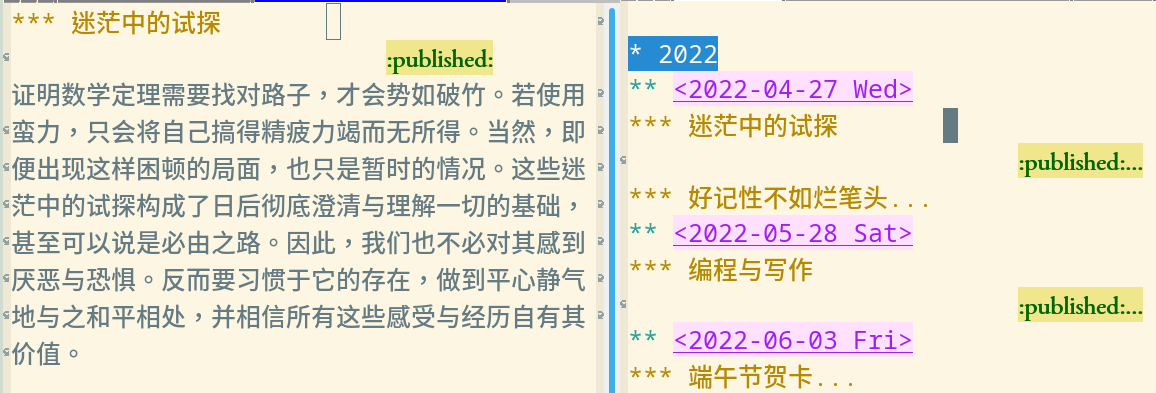 *** 迷茫中的试探
:published:
证明数学定理需要找对路子，才会势如破竹。若使用
蛮力，只会将自己搞得精疲力竭而无所得。当然，即
便出现这样困顿的局面，也只是暂时的情况。这些迷
茫中的试探构成了日后彻底澄清与理解一切的基础，
甚至可以说是必由之路。因此，我们也不必对其感到
厌恶与恐惧。反而要习惯于它的存在，做到平心静气
地与之和平相处，并相信所有这些感受与经历自有其
价值。
* 2022
** <2022-04-27 Wed>
*** 迷茫中的试探
:published:...
*** 好记性不如烂笔头...
** <2022-05-28 Sat>
*** 编程与写作
:published:...
** <2022-06-03 Fri>
*** 端午节贺卡...